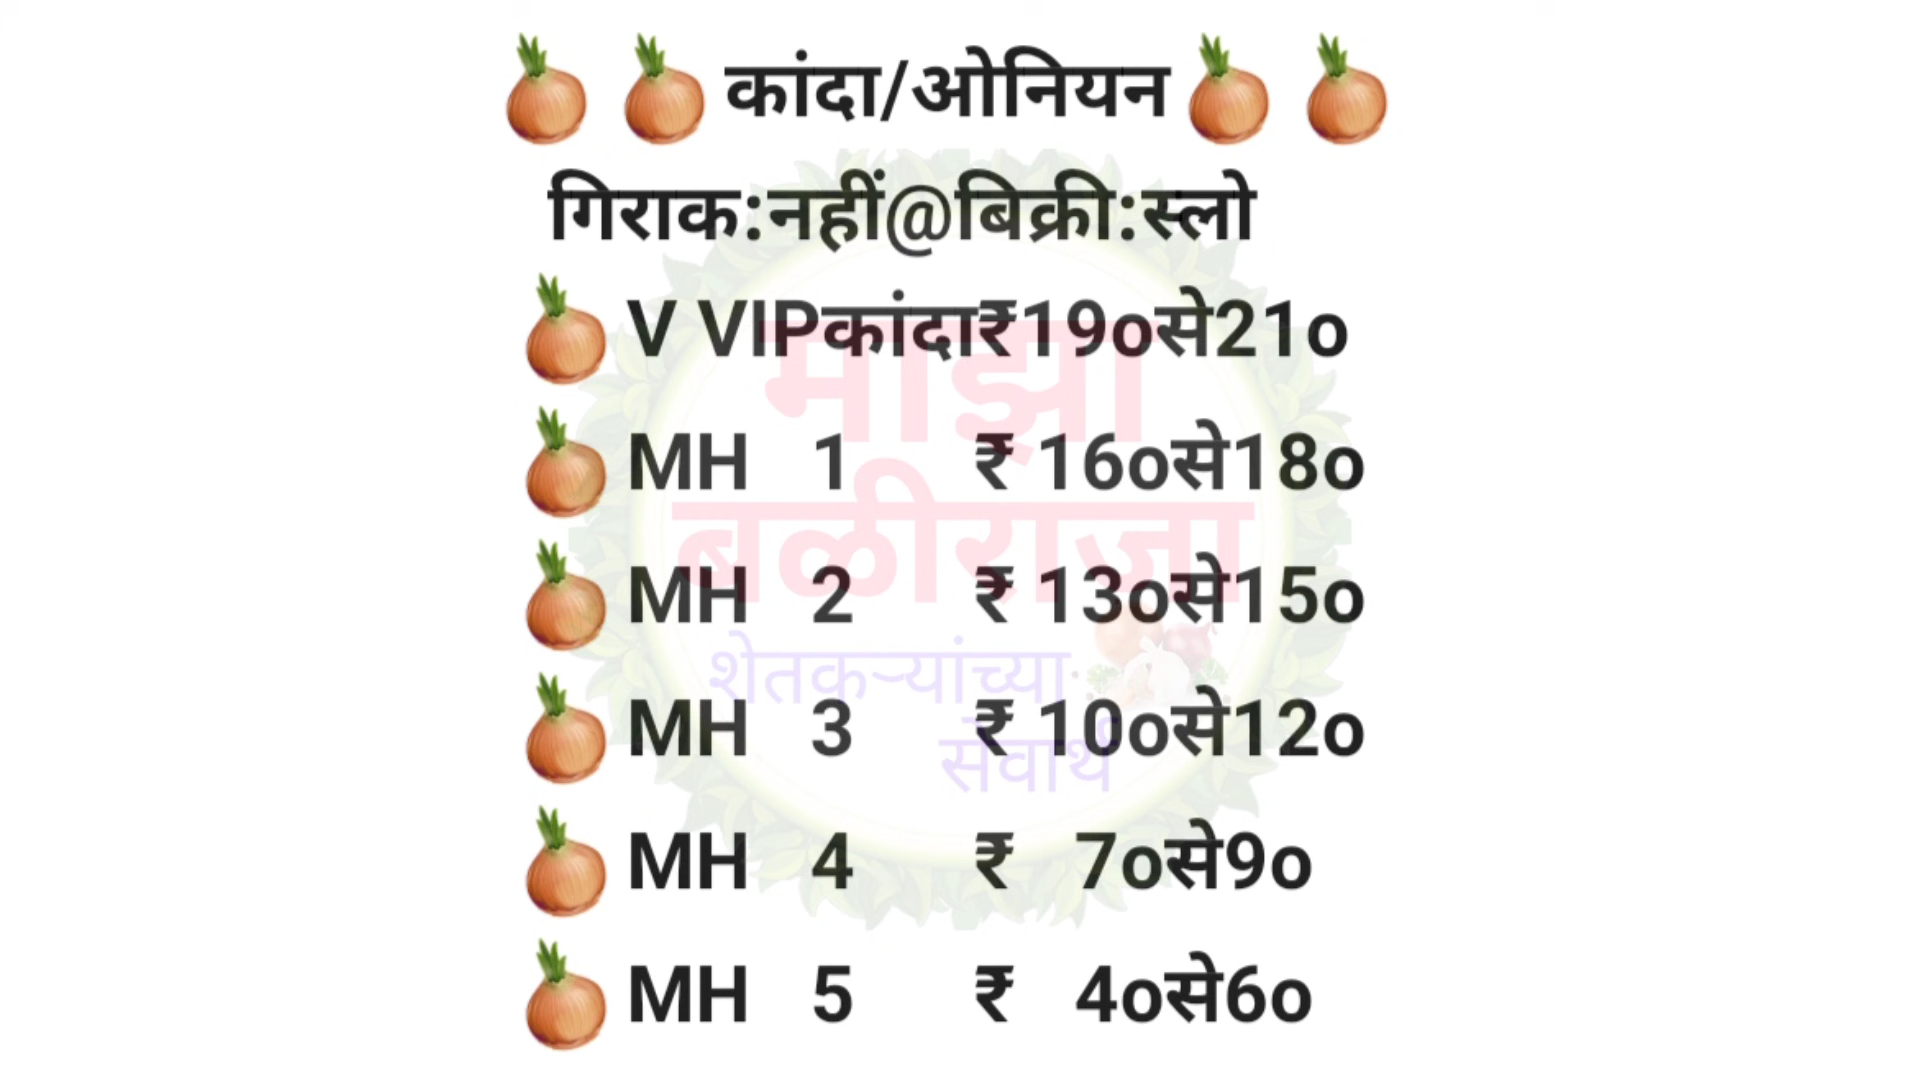 कांदा/ओनियन
गिराक:नहीं@बिक्री:स्लो
V VIPकांदा₹19oसे21o
MH 1 ₹ 16oसे18o
MH 2 ₹ 13oसे15o
MH 3 ₹ 10oसे12o
MH 4 ₹ 7oसे9o
MH 5 ₹ 4oसे6o
माझा
बळीराजा
शेतकऱ्यांच्या
सेवार्थ